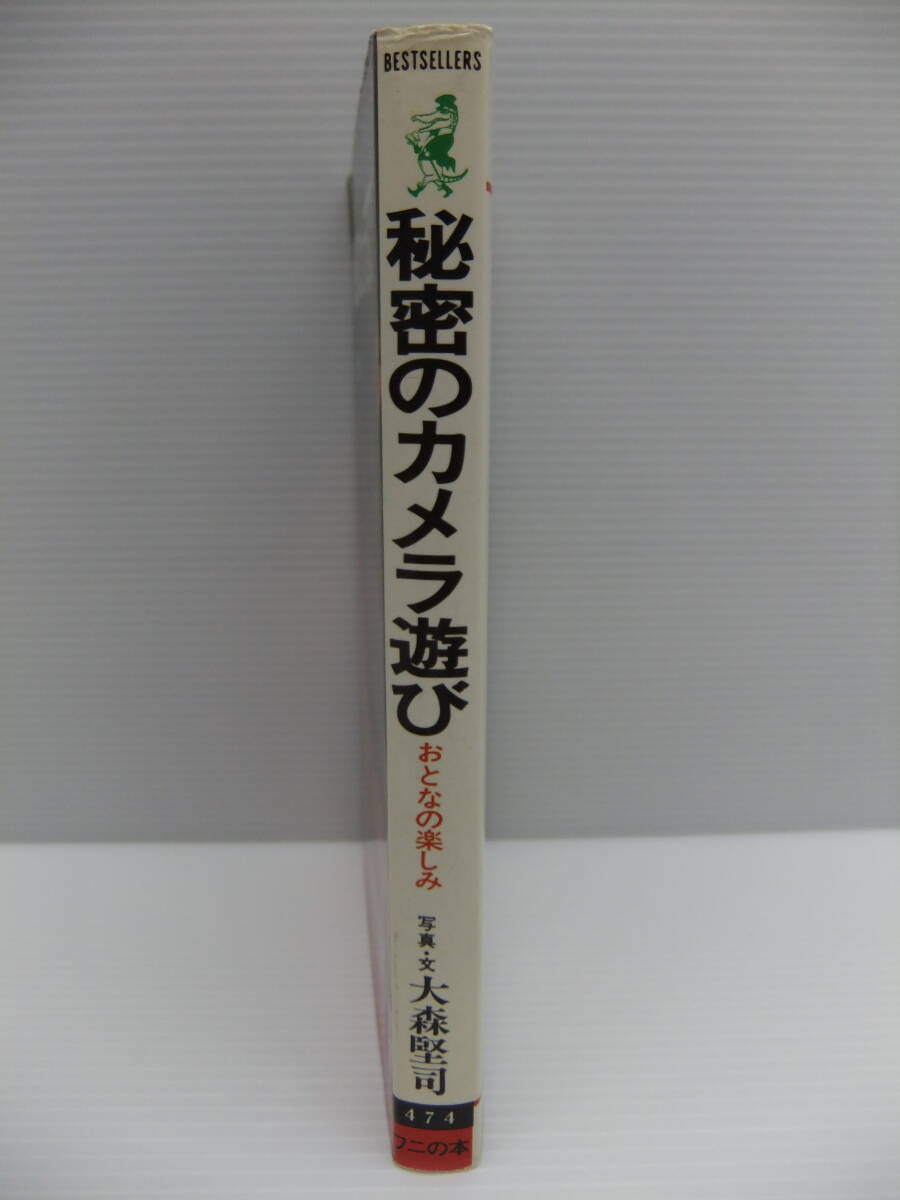 BESTSELLERS
秘密のカメラ遊び
おとなの楽しみ
写真・文
大森堅司
474
ワニの本